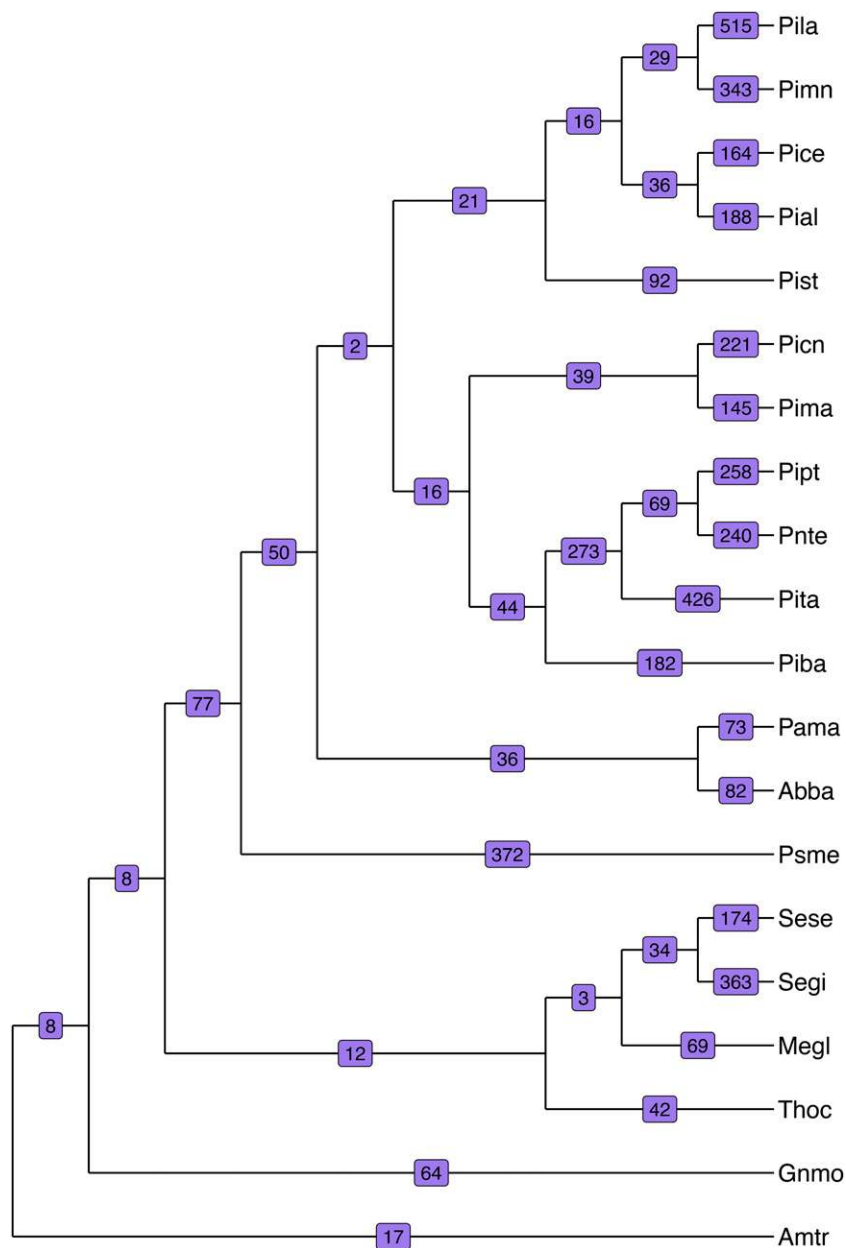 515 Pila
29
343 Pimn
16
164 Pice
36
188 Pial
21
92 Pist
221 Picn
2
39
145 Pima
258 Pipt
16
69
240 Pnte
50
273
426 Pita
44
182 Piba
77
73 Pama
36
82 Abba
372 Psme
8
174 Sese
34
363 Segi
3
8
69 Megl
12
42 Thoc
64 Gnmo
17 Amtr